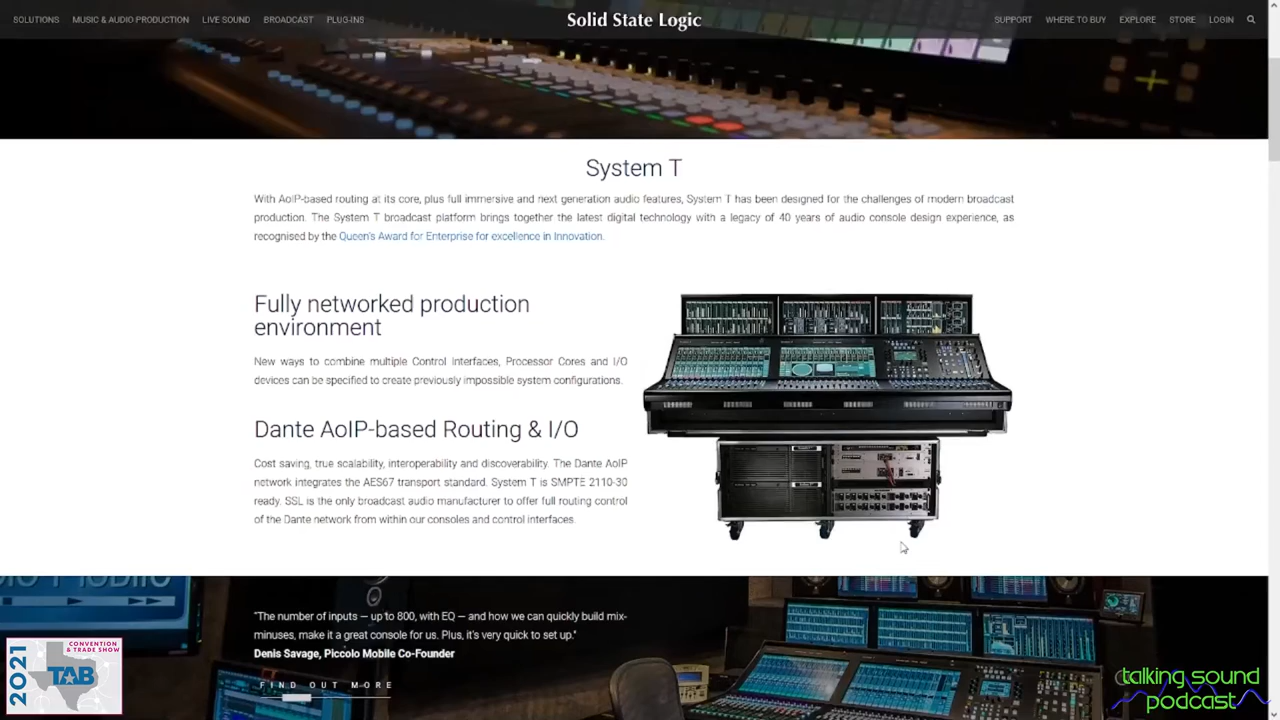 SOLUTIONS MUSIC & AUDIO PRODUCTION LIVE SOUND BROADCAST PLUG-INS Solid State Logic SUPPORT WHERE TO BUY EXPLORE STORE LOGIN
System T
With AoIP-based routing at its core, plus full immersive and next generation audio features, System T has been designed for the challenges of modern broadcast
production. The System T broadcast platform brings together the latest digital technology with a legacy of 40 years of audio console design experience, as
recognised by the Queen's Award for Enterprise for excellence in Innovation.
Fully networked production
environment
New ways to combine multiple Control Interfaces, Processor Cores and I/O
devices can be specified to create previously impossible system configurations.
Dante AoIP-based Routing & I/O
Cost saving, true scalability, interoperability and discoverability. The Dante AoIP
network integrates the AES67 transport standard. System T is SMPTE 2110-30
ready. SSL is the only broadcast audio manufacturer to offer full routing control
of the Dante network from within our consoles and control interfaces.
"The number of inputs — up to 800, with EQ — and how we can quickly build mix-
minuses, make it a great console for us. Plus, it's very quick to set up."
Denis Savage, Piccolo Mobile Co-Founder
FIND OUT MORE
2021
CONVENTION
& TRADE SHOW
TAB
talking sound
podcast